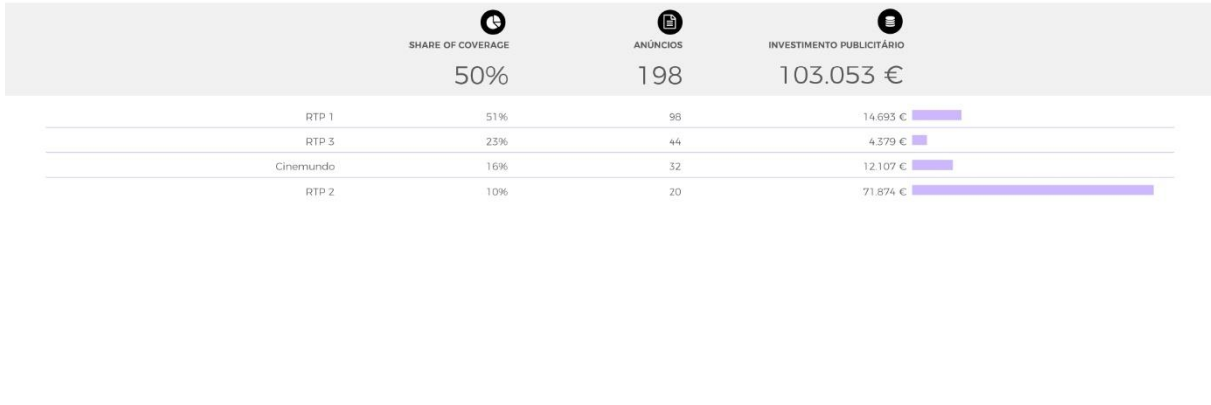 SHARE OF COVERAGE ANÚNCIOS INVESTIMENTO PUBLICITÁRIO
50% 198 103.053 €
RTP 1 51% 98 14.693 €
RTP 3 23% 44 4.379 €
Cinemundo 16% 32 12.107 €
RTP 2 10% 20 71.874 €